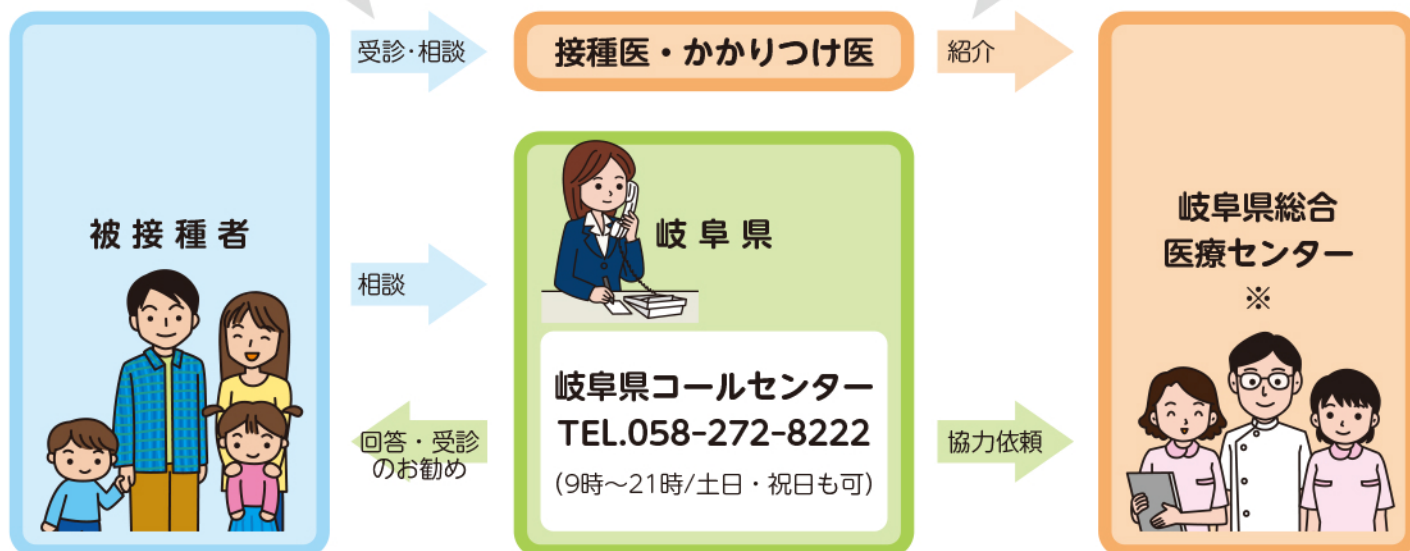 受診・相談
接種医・かかりつけ医
紹介
被接種者
相談
岐阜県
岐阜県総合
医療センター
※
岐阜県コールセンター
TEL.058-272-8222
(9時～21時/土日・祝日も可)
回答・受診
のお勧め
協力依頼